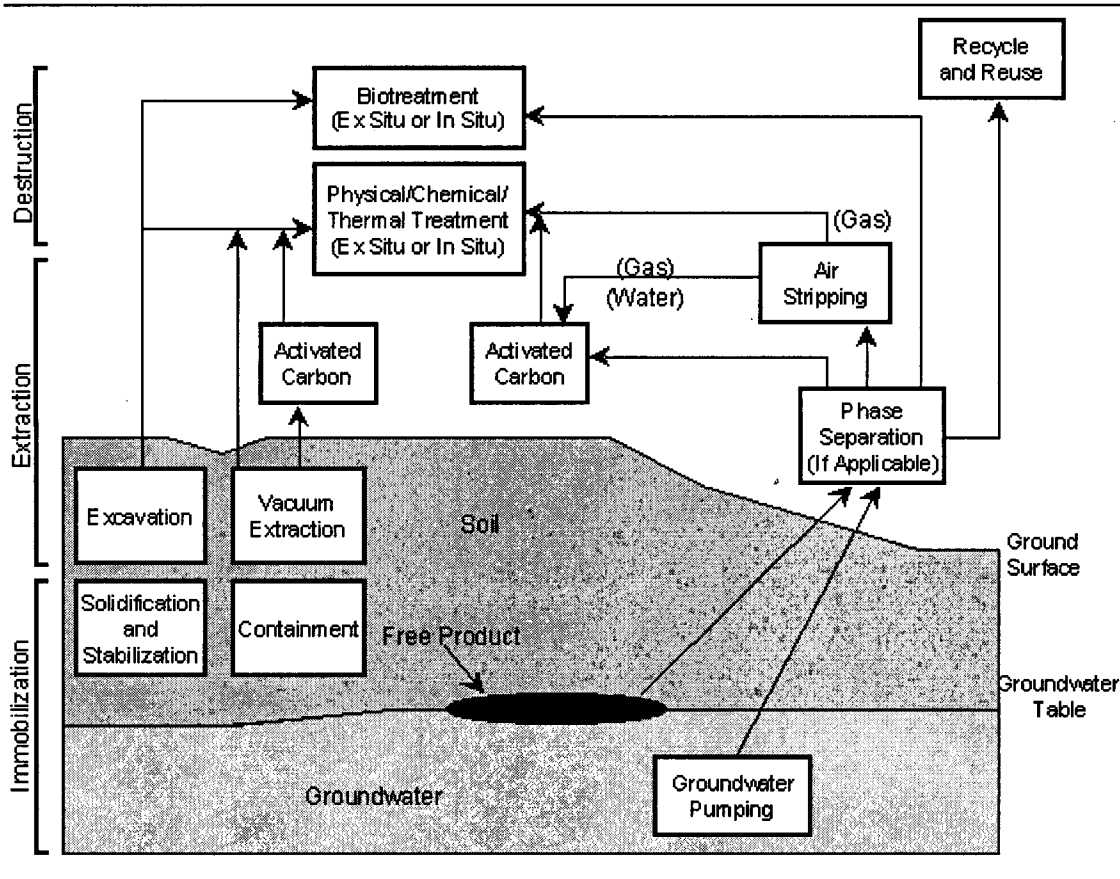 Recycle
and Reuse
Destruction
Biotreatment
(Ex Situ or In Situ)
Physical/Chemical/
Thermal Treatment
(Ex Situ or In Situ)
(Gas)
Air
Stripping
(Gas)
(Water)
Extraction
Activated
Carbon
Activated
Carbon
Phase
Separation
(If Applicable)
Excavation
Vacuum
Extraction
Soil
Ground
Surface
Immobilization
Solidification
and
Stabilization
Containment
Free Product
Groundwater
Table
Groundwater
Groundwater
Pumping